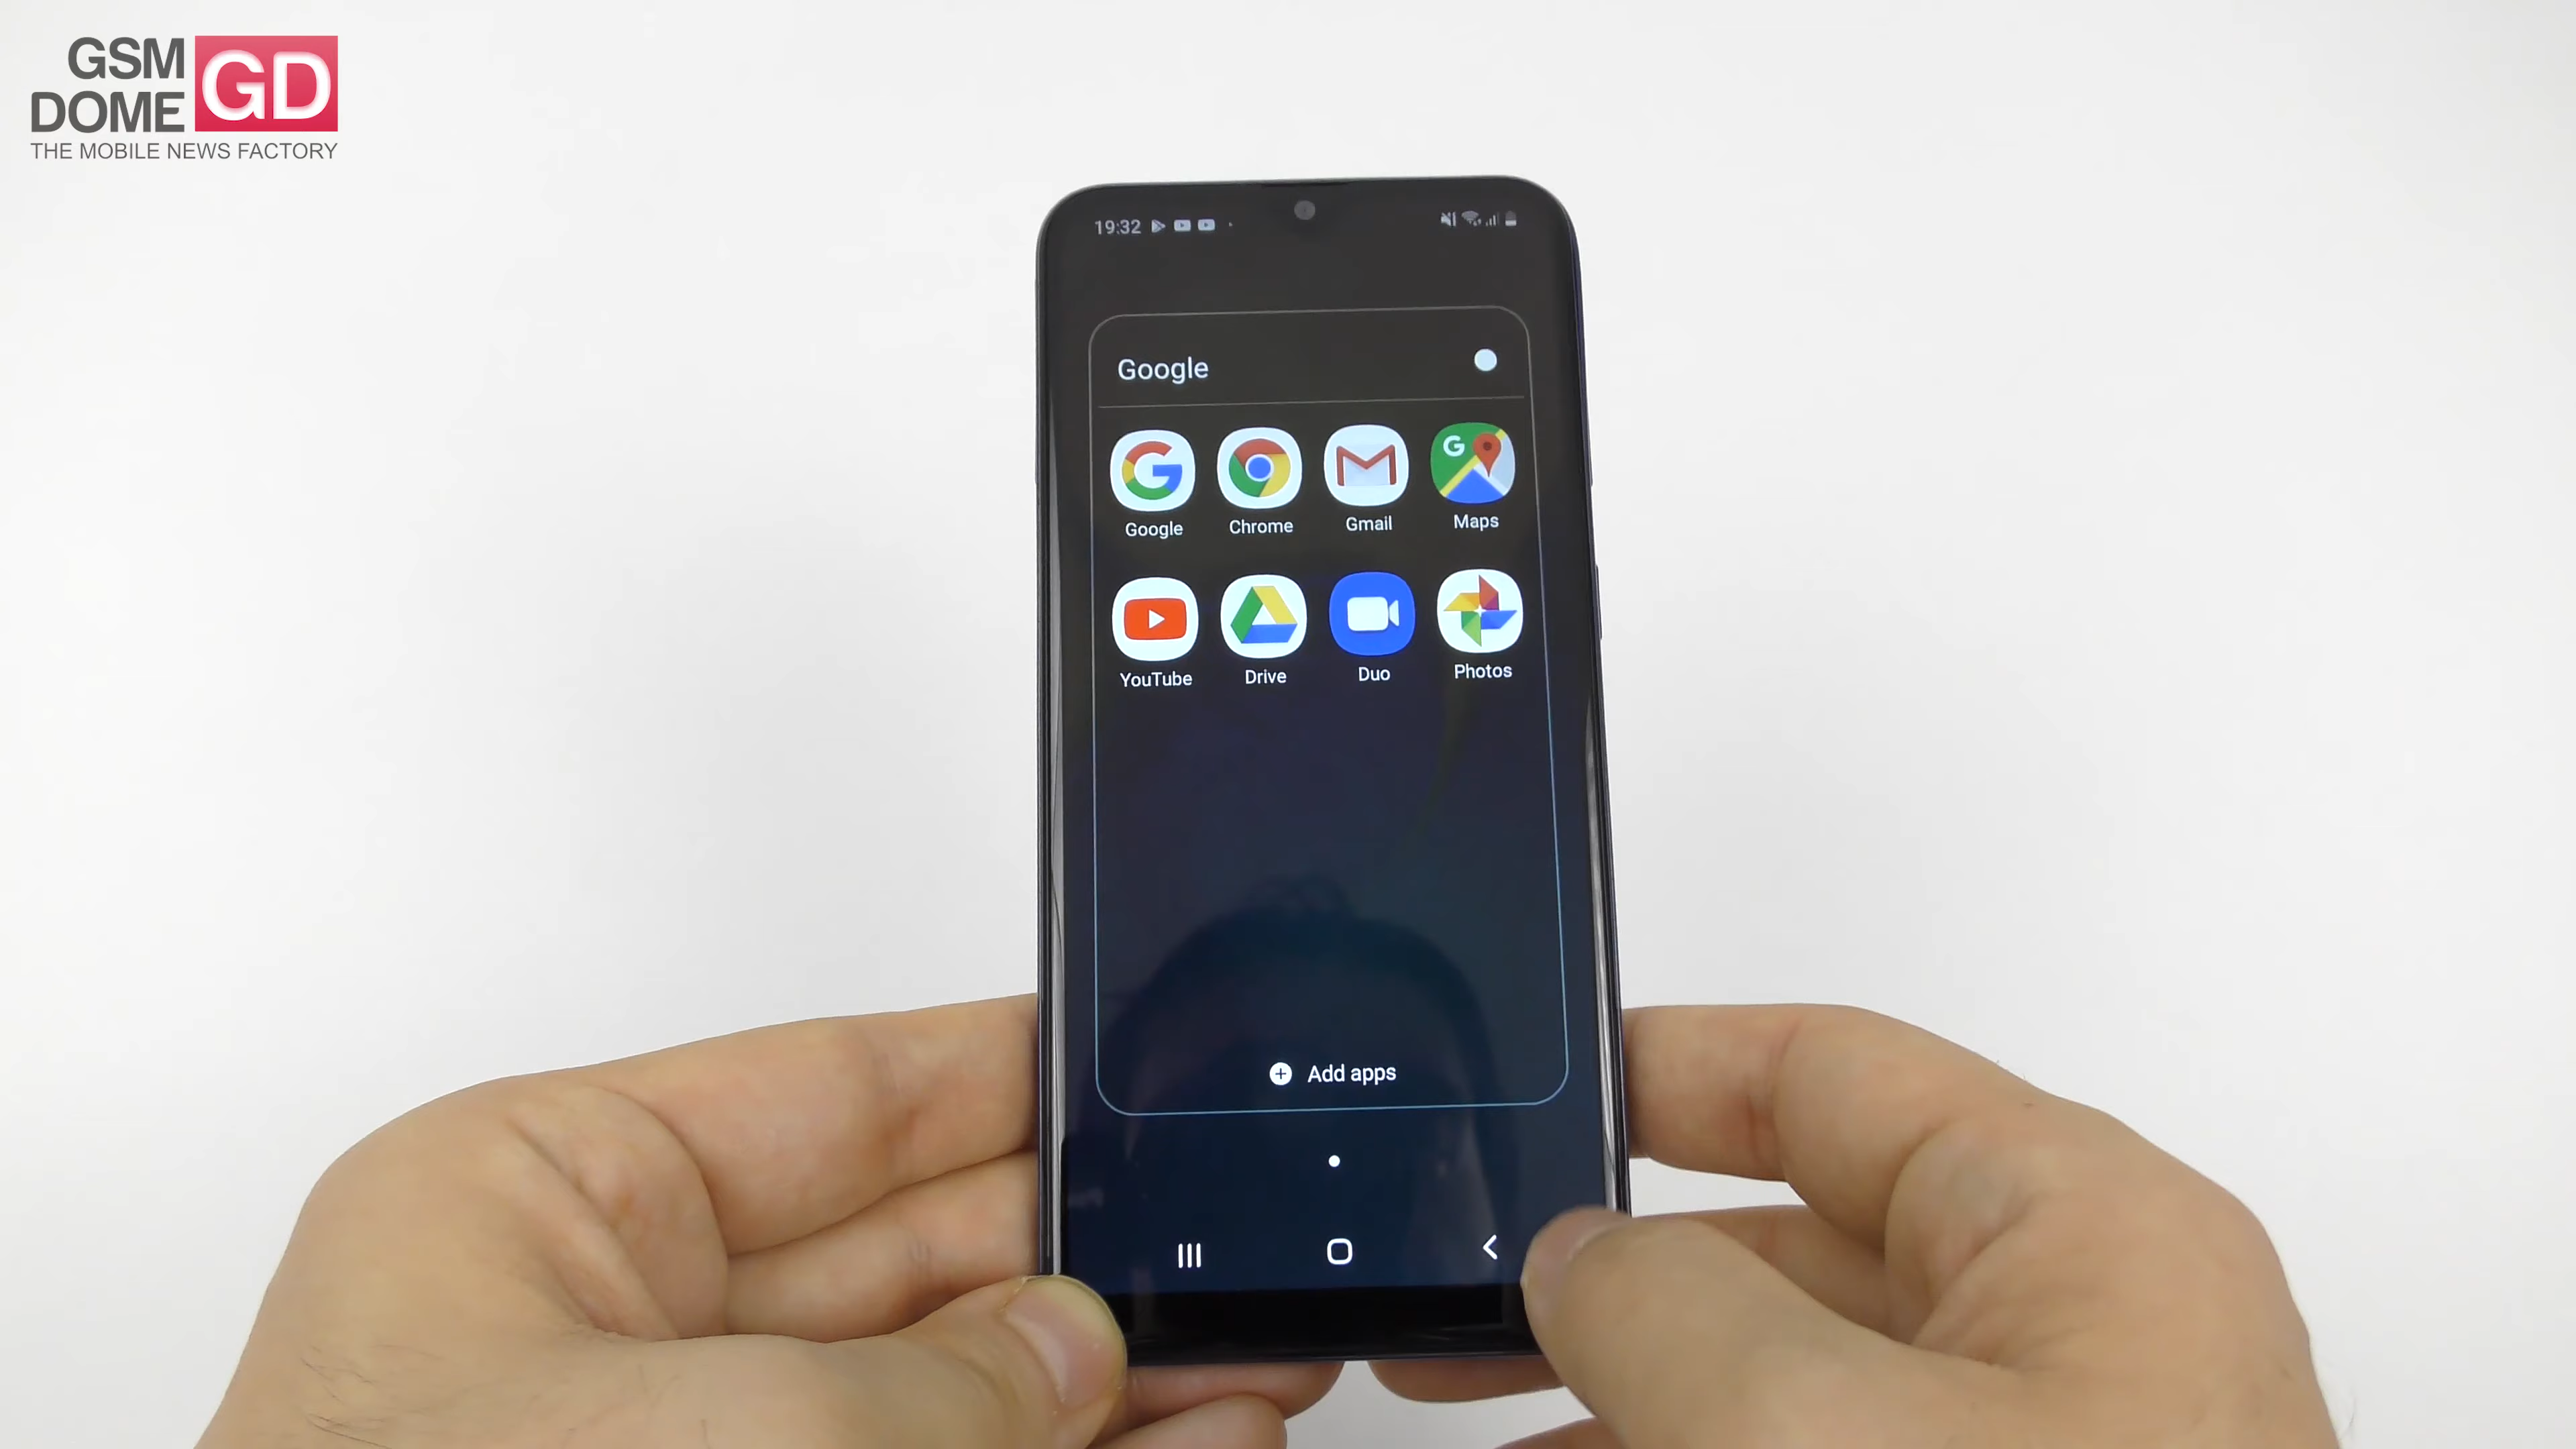 GSM
DOME
GD
THE MOBILE NEWS FACTORY
19:32
Google
Google Chrome Gmail Maps
YouTube Drive Duo Photos
Add apps